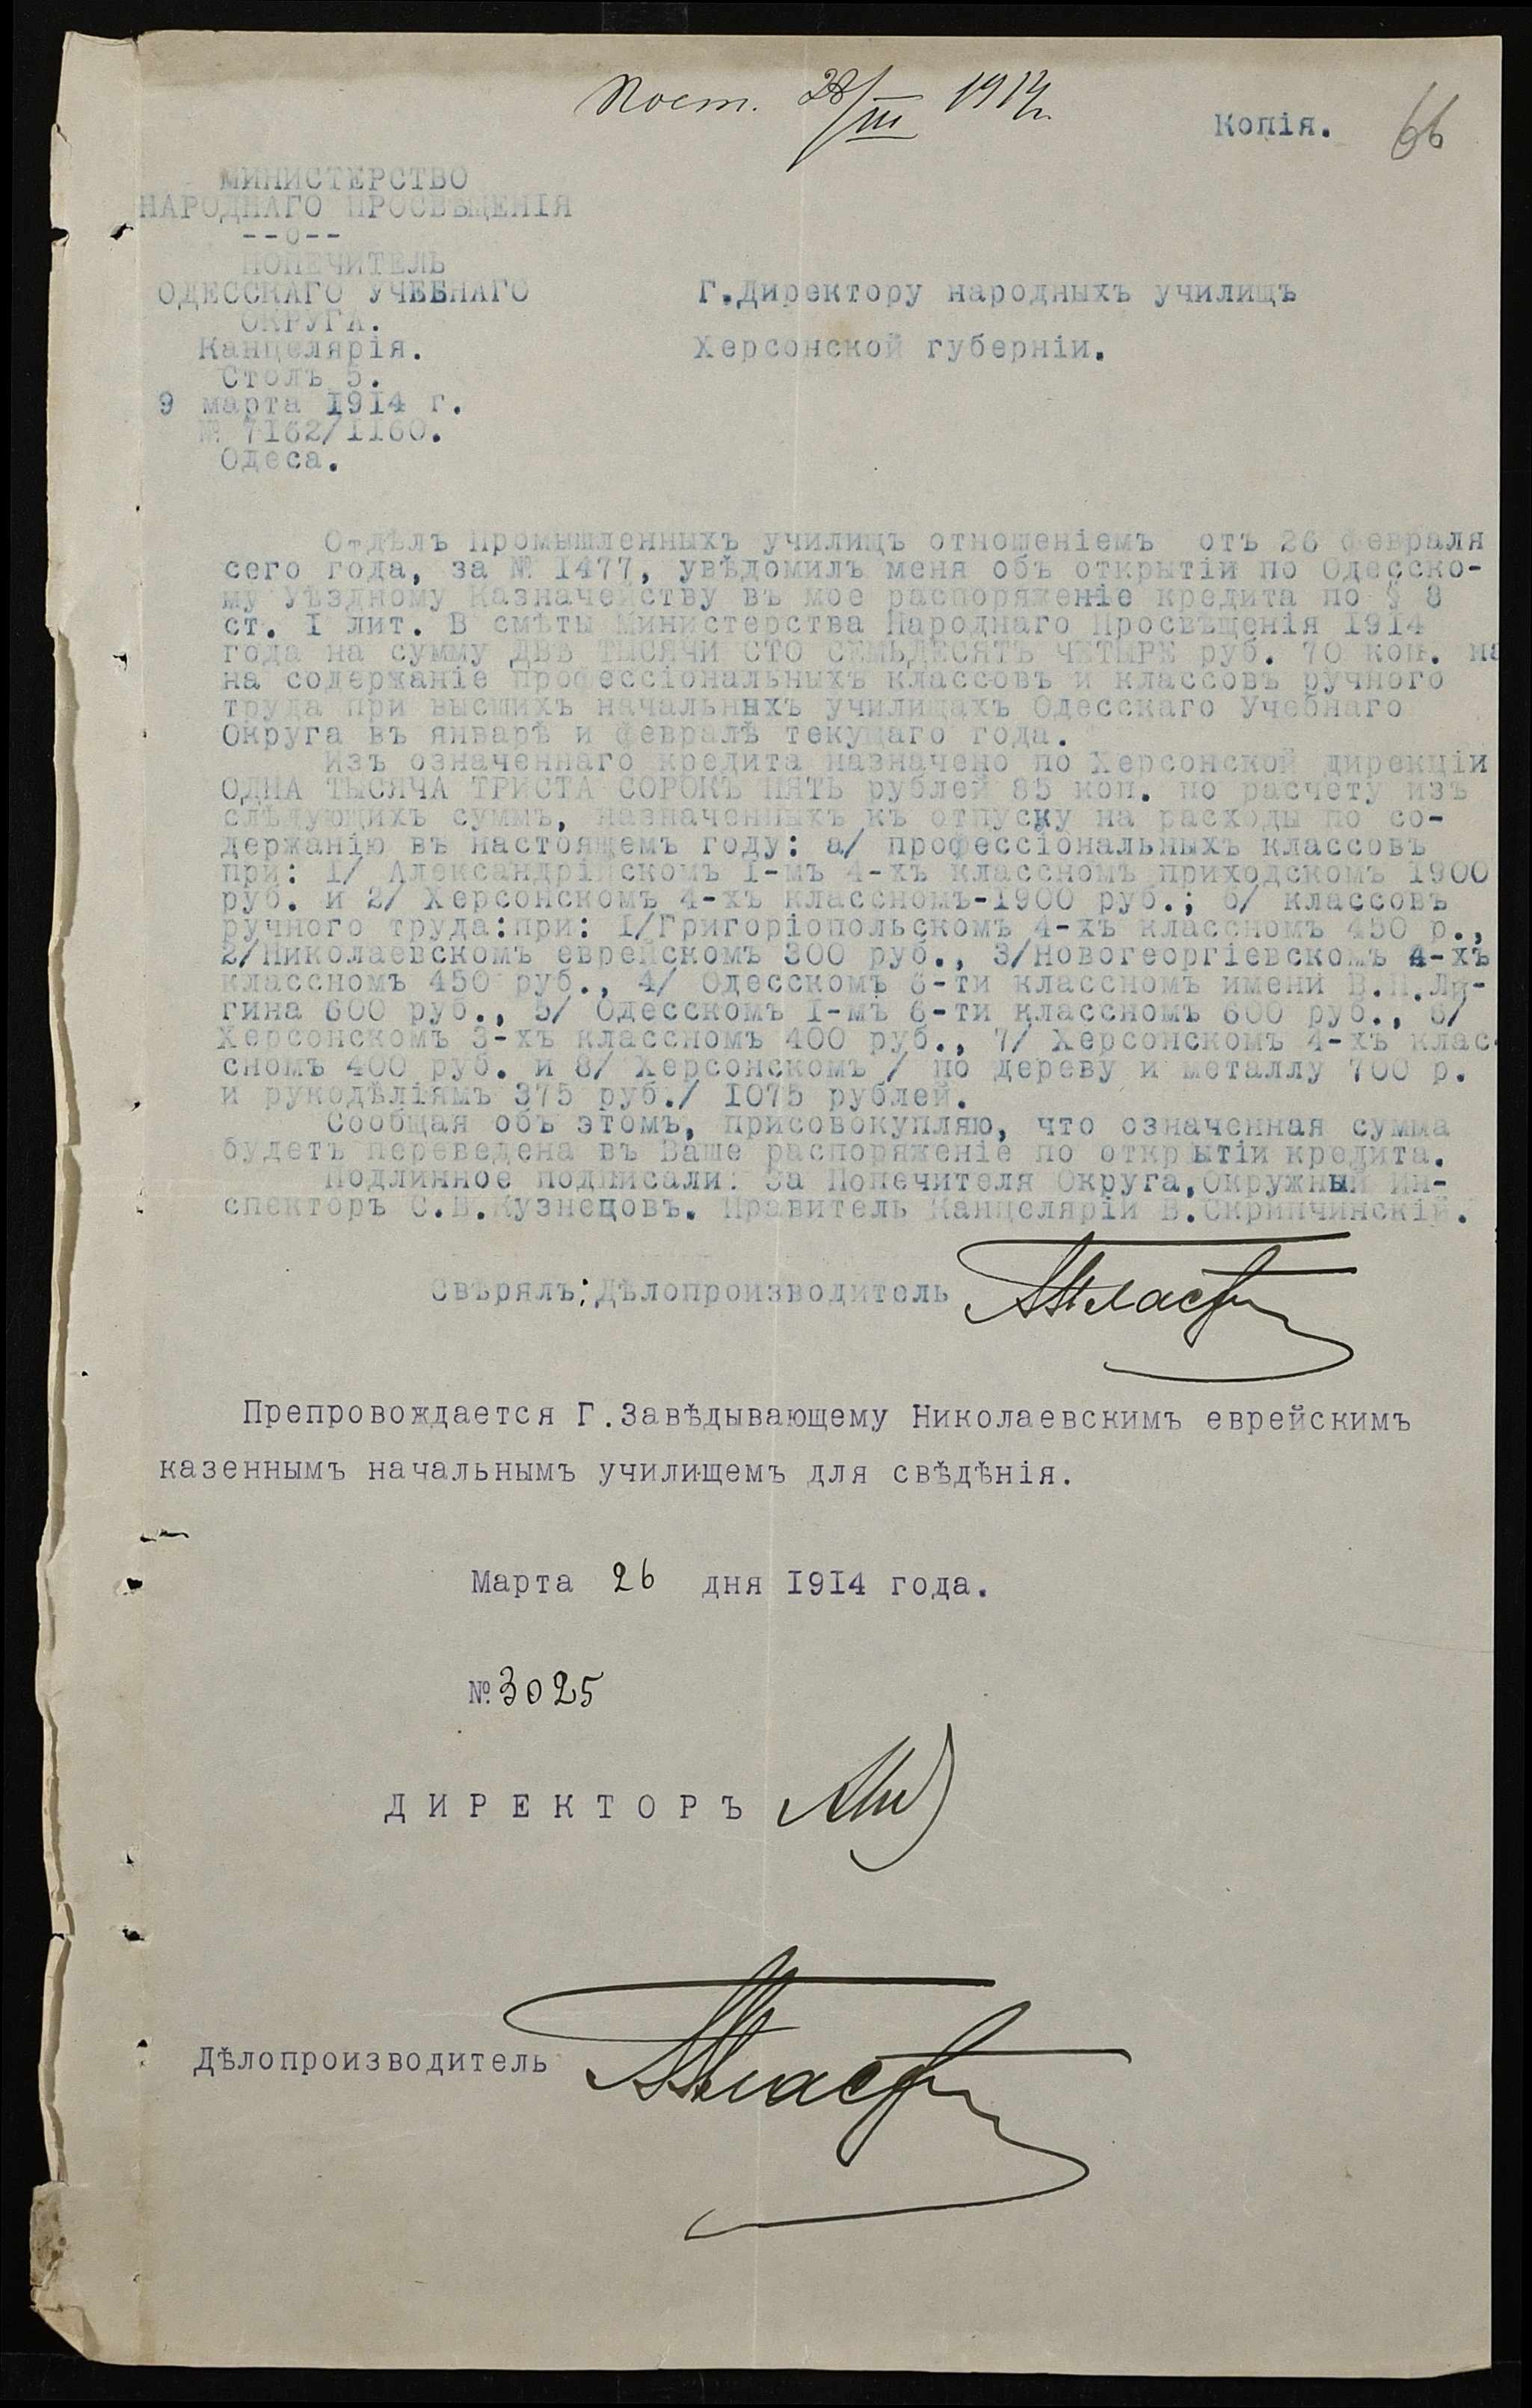 Пост. 28/III 1914 г.
Копія. 66
МИНИСТЕРСТВО
НАРОДНАГО ПРОСВѢЩЕНІЯ
--о--
ПОПЕЧИТЕЛЬ
ОДЕССКАГО УЧЕБНАГО
ОКРУГА.
Канцелярія.
Столъ 5.
9 марта 1914 г.
№ 7162/1160.
Одеса.
Г.Директору народныхъ училищъ
Херсонской губерніи.
Отдѣлъ Промышленныхъ училищъ отношеніемъ отъ 26 февраля
сего года, за № 1477, увѣдомилъ меня объ открытіи по Одесско-
му Уѣздному Казначейству въ мое распоряженіе кредита по § 8
ст. I лит. В смѣты Министерства Народнаго Просвѣщенія 1914
года на сумму ДВѢ ТЫСЯЧИ СТО СЕМЬДЕСЯТЪ ЧЕТЫРЕ руб. 70 коп. на
на содержаніе профессіональныхъ классовъ и классовъ ручного
труда при высшихъ начальныхъ училищахъ Одесскаго Учебнаго
Округа въ январѣ и февралѣ текущаго года.
Изъ означеннаго кредита назначено по Херсонской дирекціи
ОДНА ТЫСЯЧА ТРИСТА СОРОКЪ ПЯТЬ рублей 85 коп. по расчету изъ
слѣдующихъ суммъ, назначенныхъ къ отпуску на расходы по со-
держанію въ настоящемъ году: а/ профессіональныхъ классовъ
при: 1/ Александрійскомъ I-мъ 4-хъ классномъ приходскомъ 1900
руб. и 2/ Херсонскомъ 4-хъ классномъ-1900 руб.; б/ классовъ
ручного труда:при: 1/Григоріопольскомъ 4-хъ классномъ 450 р.,
2/Николаевскомъ еврейскомъ 300 руб., 3/Новогеоргіевскомъ 4-хъ
классномъ 450 руб., 4/ Одесскомъ 6-ти классномъ имени В.Н.Ли-
гина 600 руб., 5/ Одесскомъ I-мъ 6-ти классномъ 600 руб., 6/
Херсонскомъ 3-хъ классномъ 400 руб., 7/ Херсонскомъ 4-хъ клас-
сномъ 400 руб. и 8/ Херсонскомъ / по дереву и металлу 700 р.
и рукодѣліямъ 375 руб./ 1075 рублей.
Сообщая объ этомъ, присовокупляю, что означенная сумма
будетъ переведена въ Ваше распоряженіе по открытіи кредита.
Подлинное подписали: За Попечителя Округа,Окружный Ин-
спекторъ С.Кузнецовъ. Правитель Канцеляріи В.Скрипчинскій.
Свѣрялъ:Дѣлопроизводитель
Препровождается Г.Завѣдывающему Николаевскимъ еврейскимъ
казеннымъ начальнымъ училищемъ для свѣдѣнія.
Марта 26 дня 1914 года.
№ 3025
ДИРЕКТОРЪ
Дѣлопроизводитель